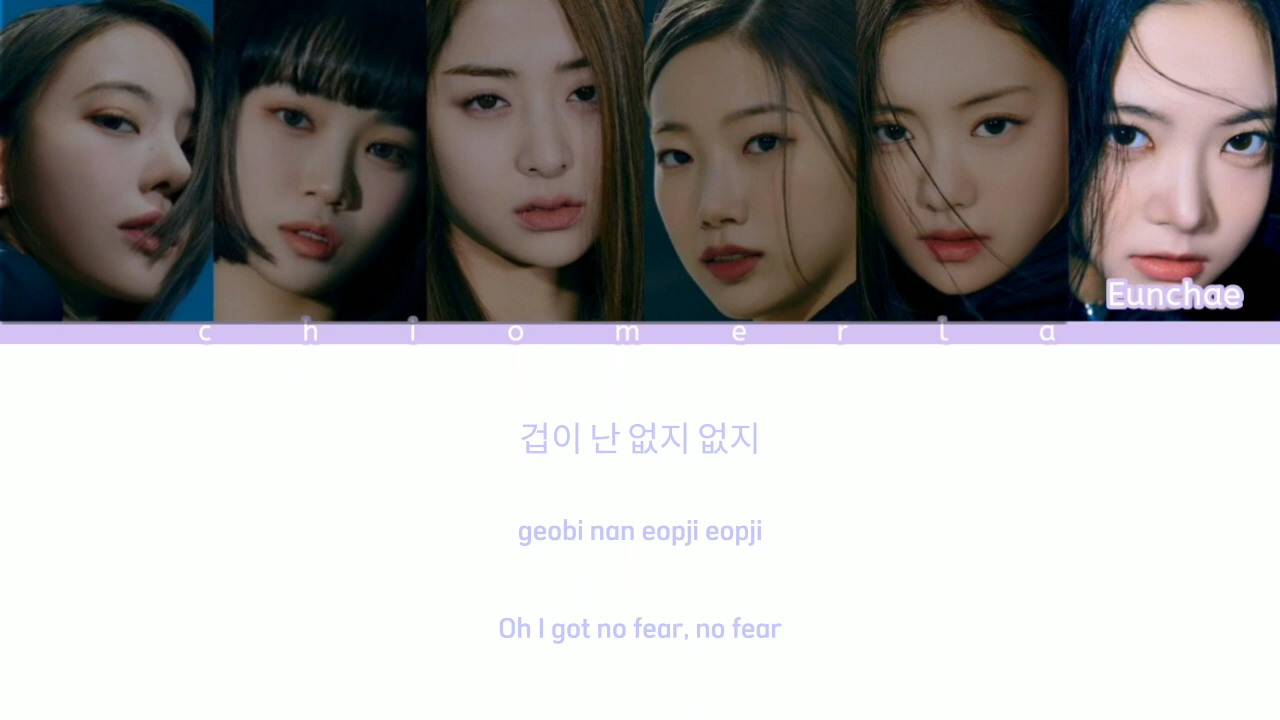 Eunchae
c h i o m e r l a
겁이 난 없지 없지
geobi nan eopji eopji
Oh I got no fear, no fear